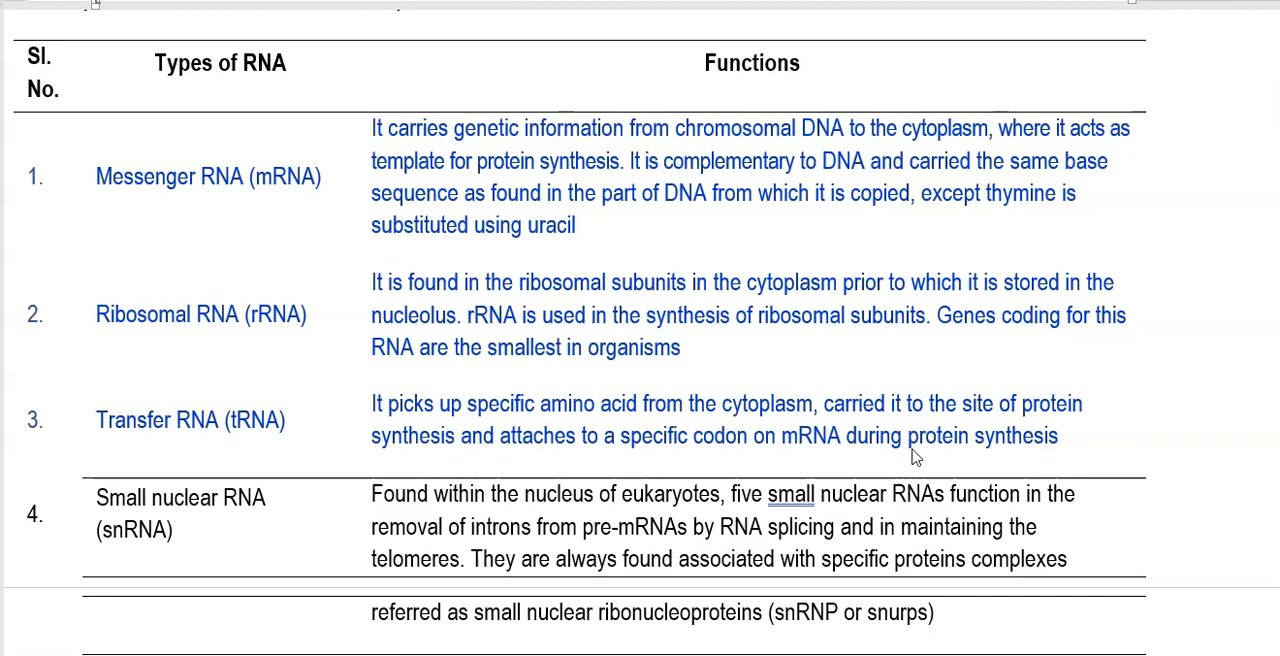 Sl. No.
Types of RNA
Functions
1.
Messenger RNA (mRNA)
It carries genetic information from chromosomal DNA to the cytoplasm, where it acts as
template for protein synthesis. It is complementary to DNA and carried the same base
sequence as found in the part of DNA from which it is copied, except thymine is
substituted using uracil
2.
Ribosomal RNA (rRNA)
It is found in the ribosomal subunits in the cytoplasm prior to which it is stored in the
nucleolus. rRNA is used in the synthesis of ribosomal subunits. Genes coding for this
RNA are the smallest in organisms
3.
Transfer RNA (tRNA)
It picks up specific amino acid from the cytoplasm, carried it to the site of protein
synthesis and attaches to a specific codon on mRNA during protein synthesis
4.
Small nuclear RNA
(snRNA)
Found within the nucleus of eukaryotes, five small nuclear RNAs function in the
removal of introns from pre-mRNAs by RNA splicing and in maintaining the
telomeres. They are always found associated with specific proteins complexes
referred as small nuclear ribonucleoproteins (snRNP or snurps)